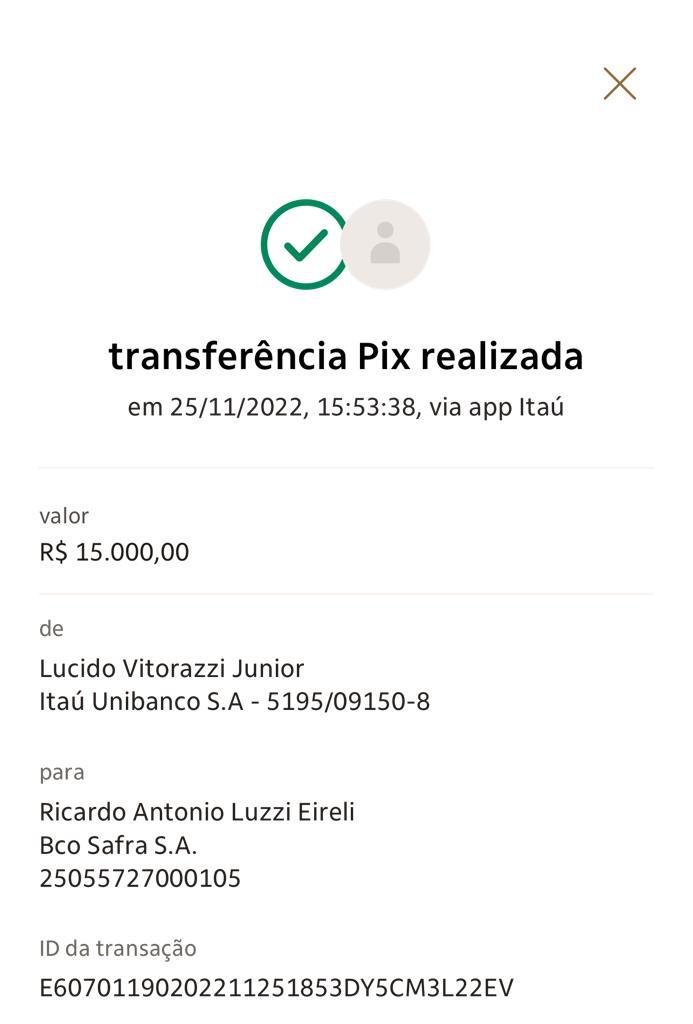 transferência Pix realizada
em 25/11/2022, 15:53:38, via app Itaú
valor
R$ 15.000,00
de
Lucido Vitorazzi Junior
Itaú Unibanco S.A - 5195/09150-8
para
Ricardo Antonio Luzzi Eireli
Bco Safra S.A.
25055727000105
ID da transação
E60701190202211251853DY5CM3L22EV